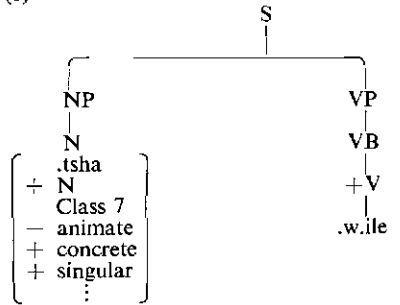 S
NP VP
N VB
.tsha +V
÷ N .w.ile
Class 7
− animate
+ concrete
+ singular
⋮